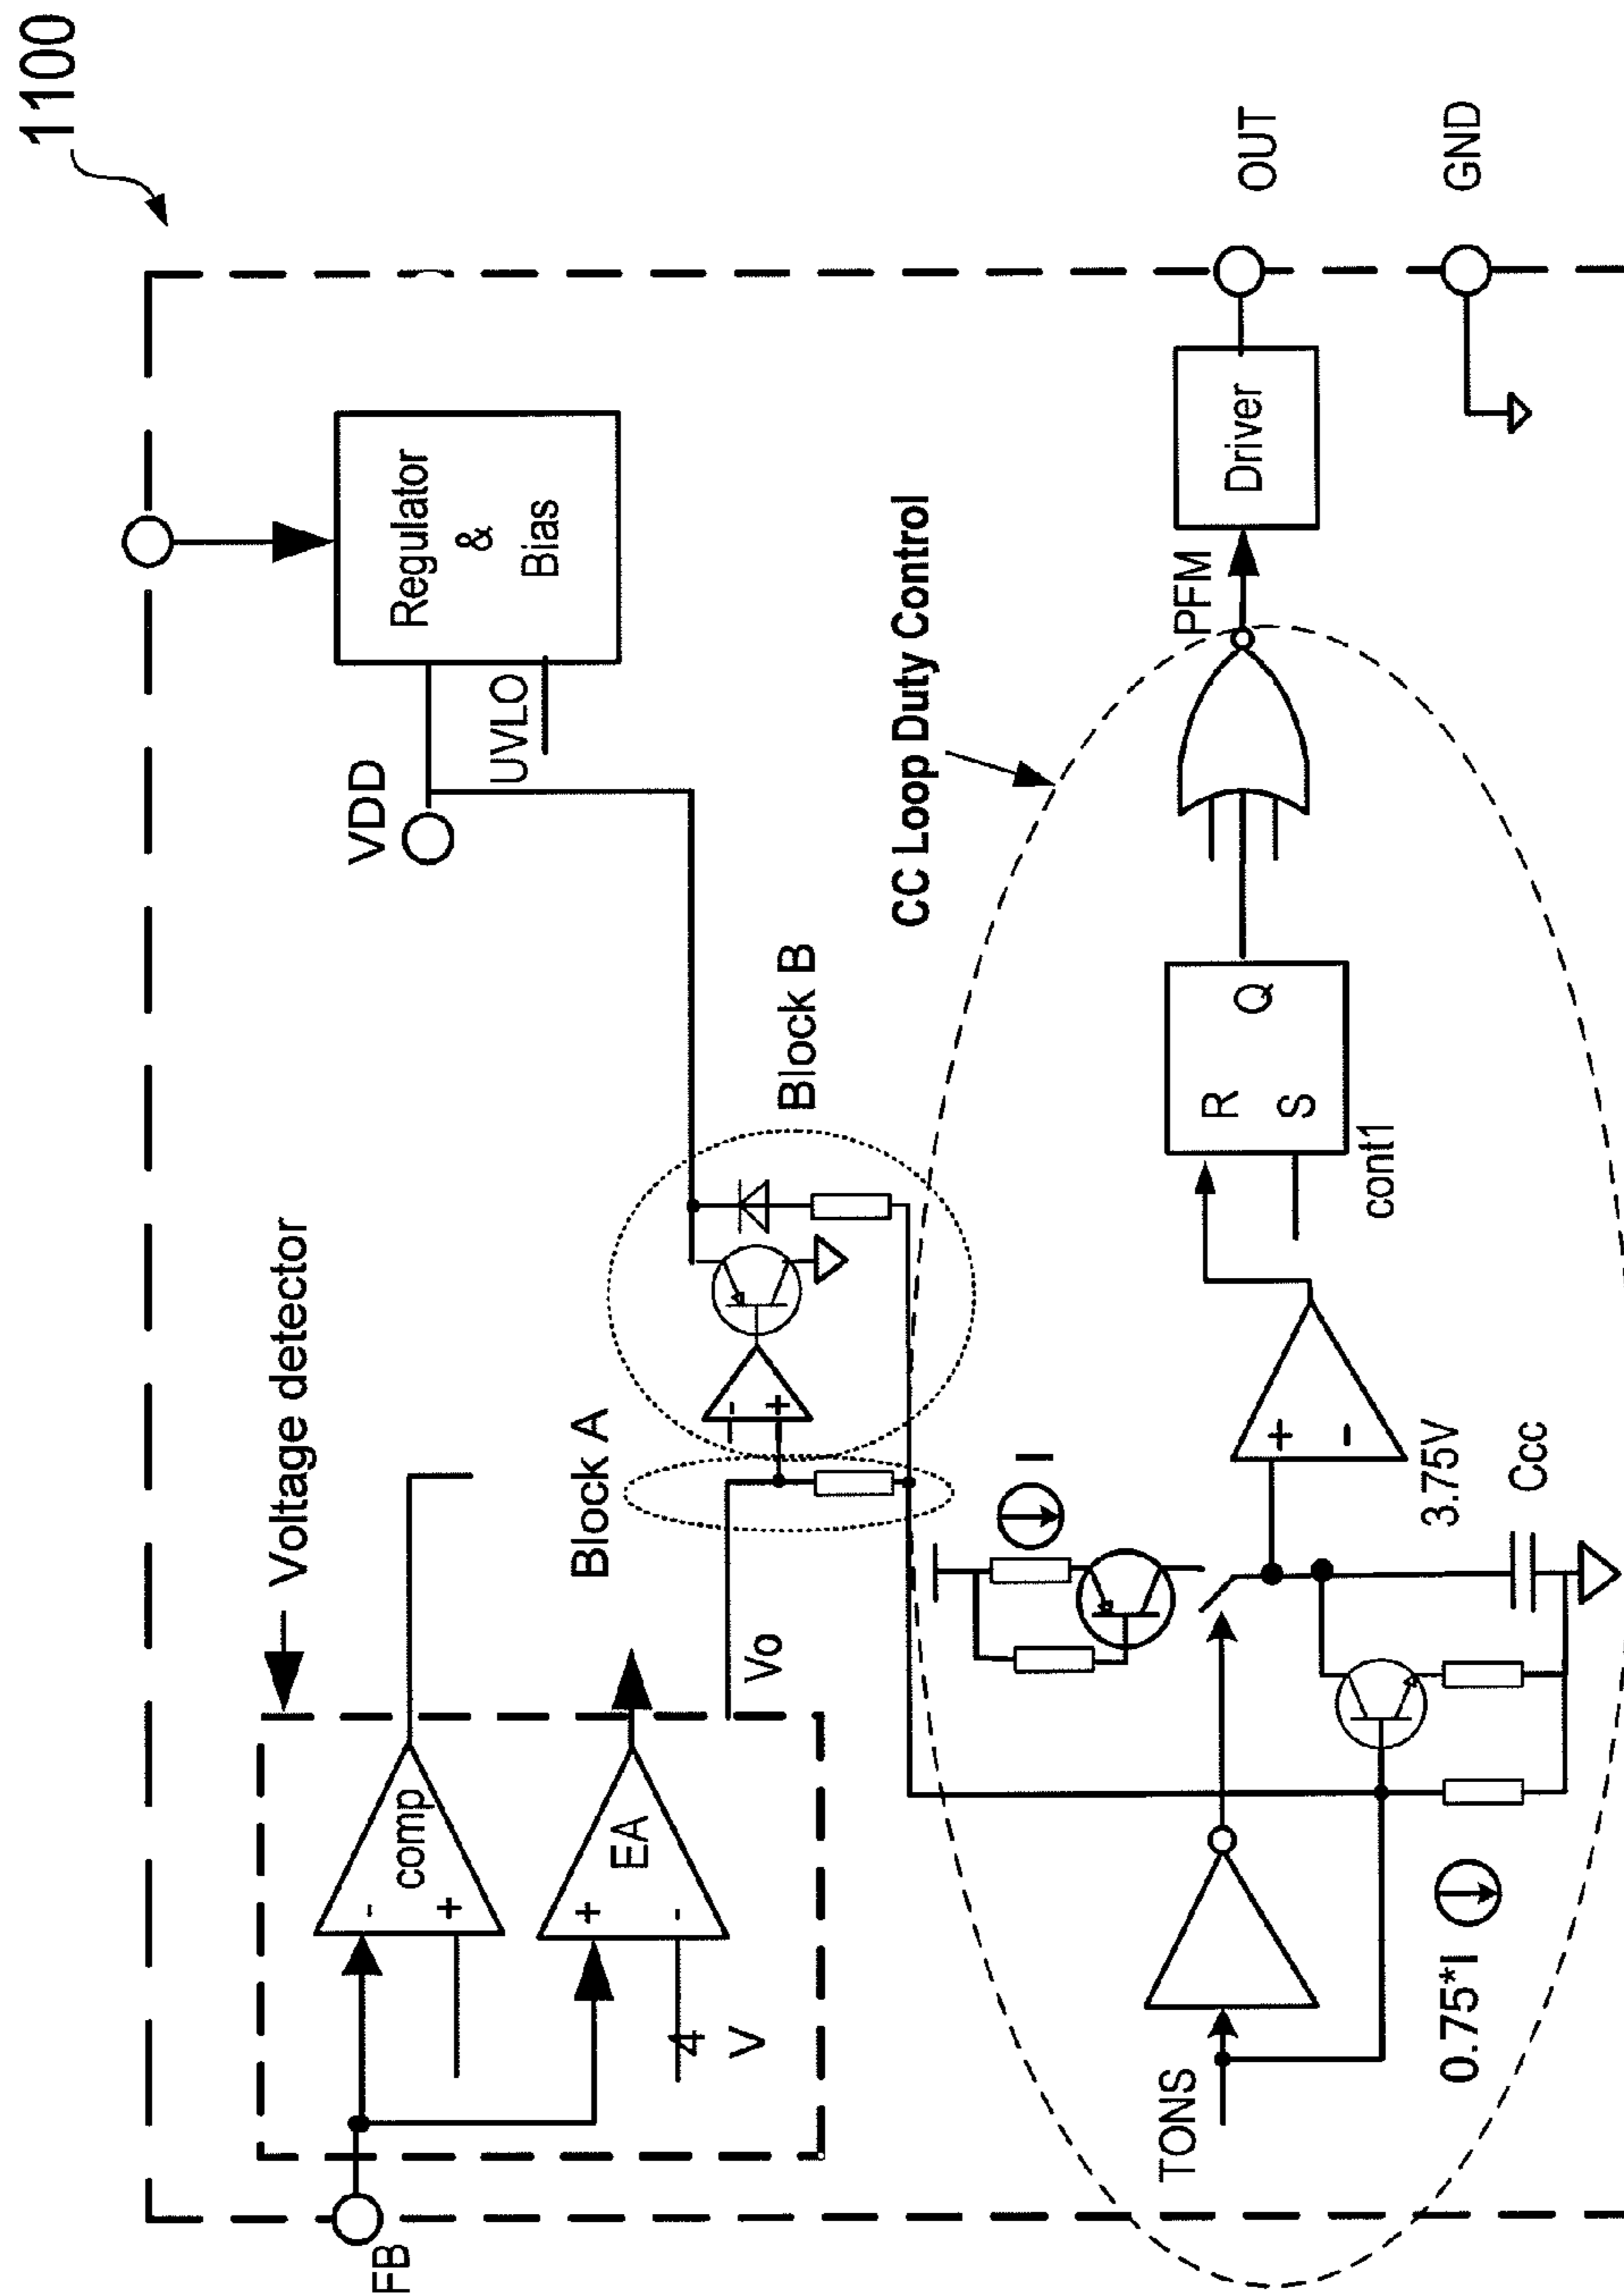 1100
Voltage detector
FB
comp
-
+
EA
+
-
4
V
VDD
UVLO
Regulator
&
Bias
Block A
Block B
Vo
-
+
CC Loop Duty Control
TONS
0.75*I
I
+
-
3.75V
Ccc
R
S
Q
cont1
PFM
Driver
OUT
GND